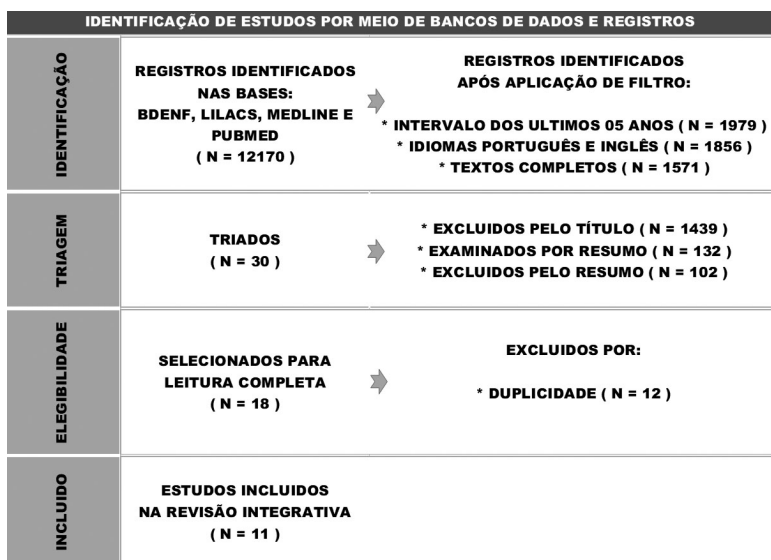 IDENTIFICAÇÃO DE ESTUDOS POR MEIO DE BANCOS DE DADOS E REGISTROS
IDENTIFICAÇÃO
REGISTROS IDENTIFICADOS
NAS BASES:
BDENF, LILACS, MEDLINE E
PUBMED
( N = 12170 )
REGISTROS IDENTIFICADOS
APÓS APLICAÇÃO DE FILTRO:
* INTERVALO DOS ULTIMOS 05 ANOS ( N = 1979 )
* IDIOMAS PORTUGUÊS E INGLÊS ( N = 1856 )
* TEXTOS COMPLETOS ( N = 1571 )
TRIAGEM
TRIADOS
( N = 30 )
* EXCLUIDOS PELO TÍTULO ( N = 1439 )
* EXAMINADOS POR RESUMO ( N = 132 )
* EXCLUIDOS PELO RESUMO ( N = 102 )
ELEGIBILIDADE
SELECIONADOS PARA
LEITURA COMPLETA
( N = 18 )
EXCLUIDOS POR:
* DUPLICIDADE ( N = 12 )
INCLUIDO
ESTUDOS INCLUIDOS
NA REVISÃO INTEGRATIVA
( N = 11 )